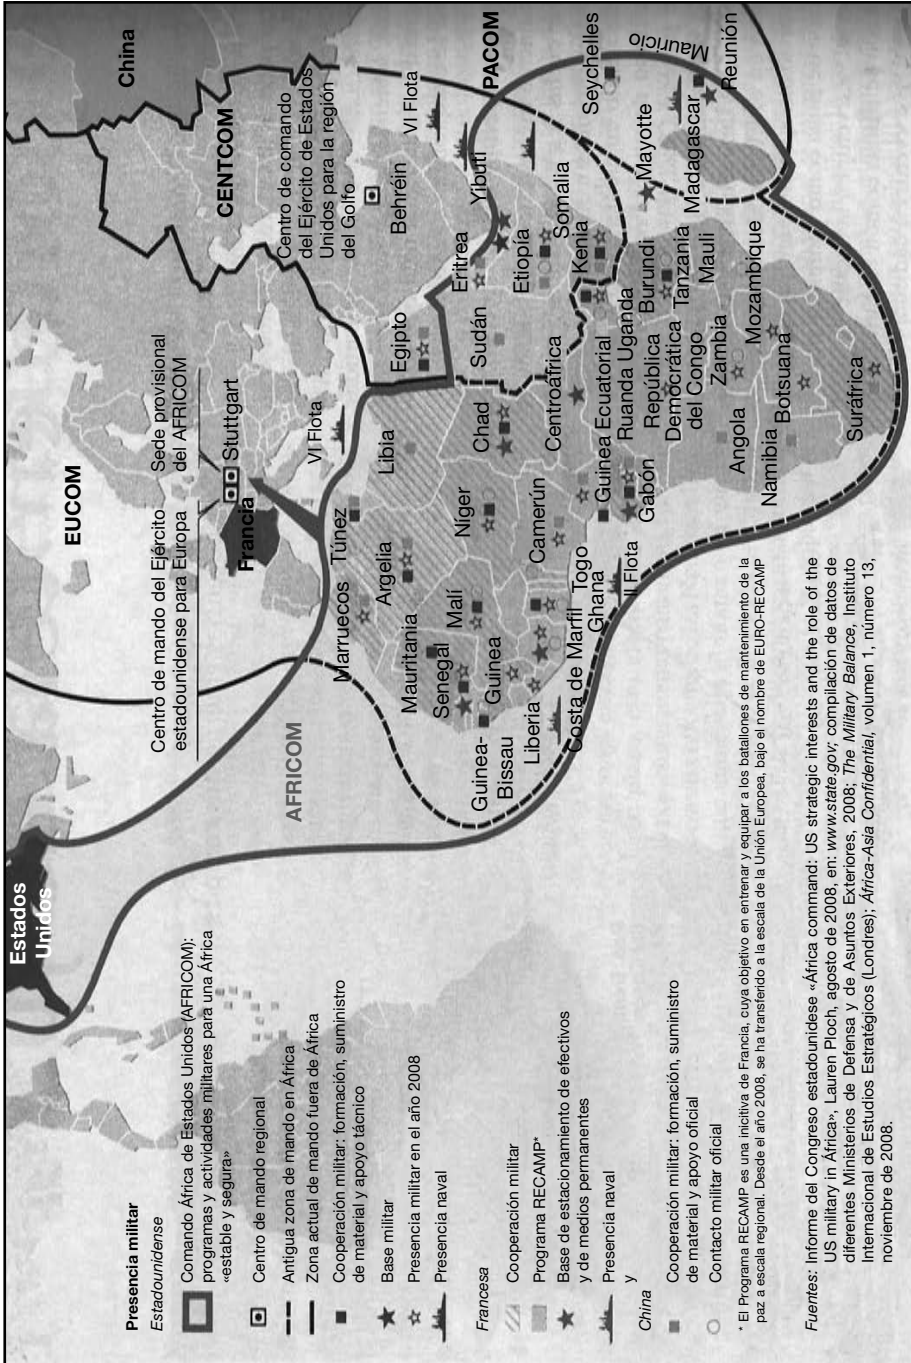 EUCOM
China
CENTCOM
PACOM
AFRICOM
Estados
Unidos
Centro de mando del Ejército
estadounidense para Europa
Sede provisional
del AFRICOM
Stuttgart
Francia
VI Flota
Centro de comando
del Ejército de Estados
Unidos para la región
del Golfo
Behréin
VI Flota
Marruecos
Túnez
Argelia
Libia
Egipto
Mauritania
Senegal
Malí
Níger
Chad
Sudán
Eritrea
Yibuti
Etiopía
Somalia
Guinea-
Bissau
Guinea
Liberia
Costa de Marfil
Ghana
Togo
Camerún
Centroáfrica
Kenia
Guinea Ecuatorial
Gabón
Ruanda Uganda
República
Democrática
del Congo
Burundi
Tanzania
Mauli
II Flota
Angola
Zambia
Mozambique
Namibia
Botsuana
Suráfrica
Seychelles
Mayotte
Madagascar
Mauricio
Reunión
Presencia militar
Estadounidense
Comando África de Estados Unidos (AFRICOM):
programas y actividades militares para una África
«estable y segura»
Centro de mando regional
Antigua zona de mando en África
Zona actual de mando fuera de África
Cooperación militar: formación, suministro
de material y apoyo táctico
Base militar
Presencia militar en el año 2008
Presencia naval
Francesa
Cooperación militar
Programa RECAMP*
Base de estacionamiento de efectivos
y de medios permanentes
Presencia naval
y
China
Cooperación militar: formación, suministro
de material y apoyo oficial
Contacto militar oficial
* El Programa RECAMP es una initicativa de Francia, cuya objetivo en entrenar y equipar a los batallones de mantenimiento de la
paz a escala regional. Desde el año 2008, se ha transferido a la escala de la Unión Europea, bajo el nombre de EURO-RECAMP
Fuentes: Informe del Congreso estadounidese «África command: US strategic interests and the role of the
US military in África», Lauren Ploch, agosto de 2008, en: www.state.gov; compilación de datos de
diferentes Ministerios de Defensa y de Asuntos Exteriores, 2008; The Military Balance, Instituto
Internacional de Estudios Estratégicos (Londres); África-Asia Confidential, volumen 1, número 13,
noviembre de 2008.